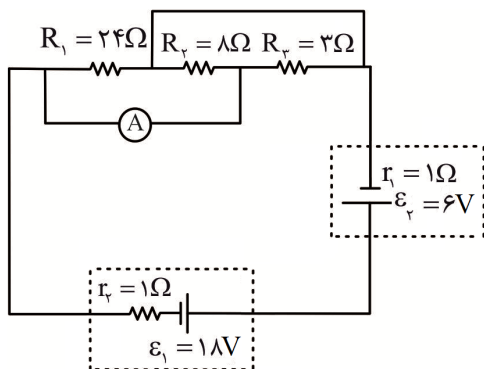 R₁ = ۲۴Ω R₂ = ۸Ω R₃ = ۳Ω
A
r₁ = ۱Ω
ε₂ = ۶V
r₂ = ۱Ω
ε₁ = ۱۸V